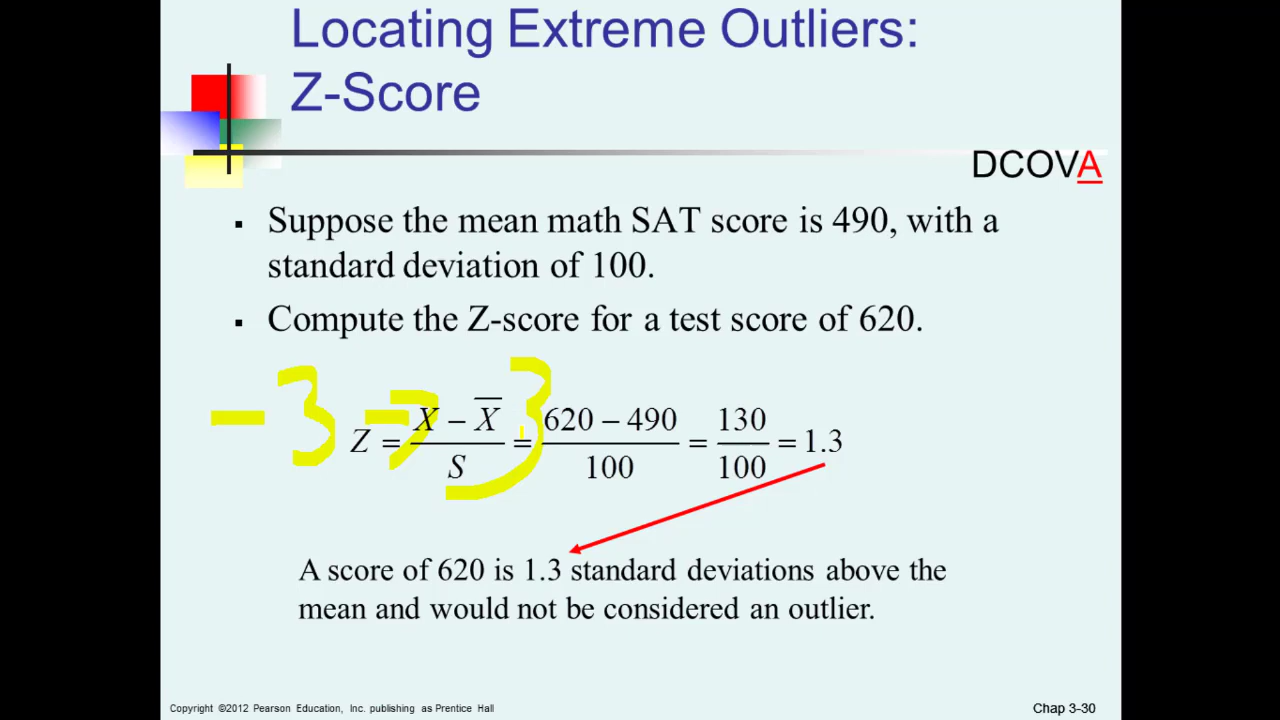 Locating Extreme Outliers:
Z-Score
DCOVA
▪ Suppose the mean math SAT score is 490, with a
standard deviation of 100.
▪ Compute the Z-score for a test score of 620.
-3 → 3
Z = (X − X̅)/S = (620 − 490)/100 = 130/100 = 1.3
A score of 620 is 1.3 standard deviations above the
mean and would not be considered an outlier.
Copyright ©2012 Pearson Education, Inc. publishing as Prentice Hall
Chap 3-30